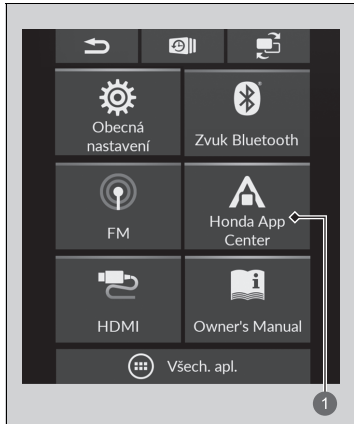 Obecná
nastavení
Zvuk Bluetooth
FM
Honda App
Center
HDMI
Owner's Manual
Všech. apl.
1